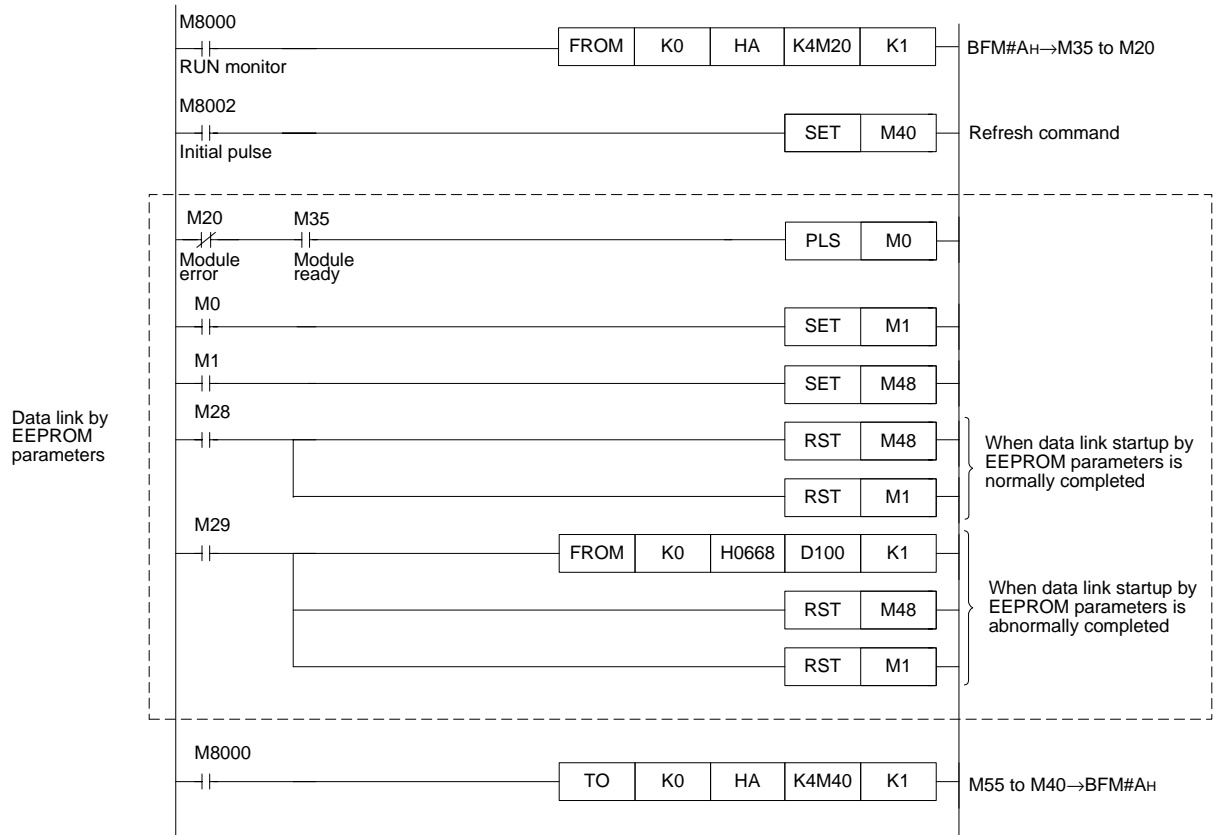 M8000
RUN monitor
FROM K0 HA K4M20 K1
BFM#AH→M35 to M20
M8002
Initial pulse
SET M40
Refresh command
Data link by
EEPROM
parameters
M20
Module
error
M35
Module
ready
PLS M0
M0
SET M1
M1
SET M48
M28
RST M48
RST M1
When data link startup by
EEPROM parameters is
normally completed
M29
FROM K0 H0668 D100 K1
RST M48
RST M1
When data link startup by
EEPROM parameters is
abnormally completed
M8000
TO K0 HA K4M40 K1
M55 to M40→BFM#AH